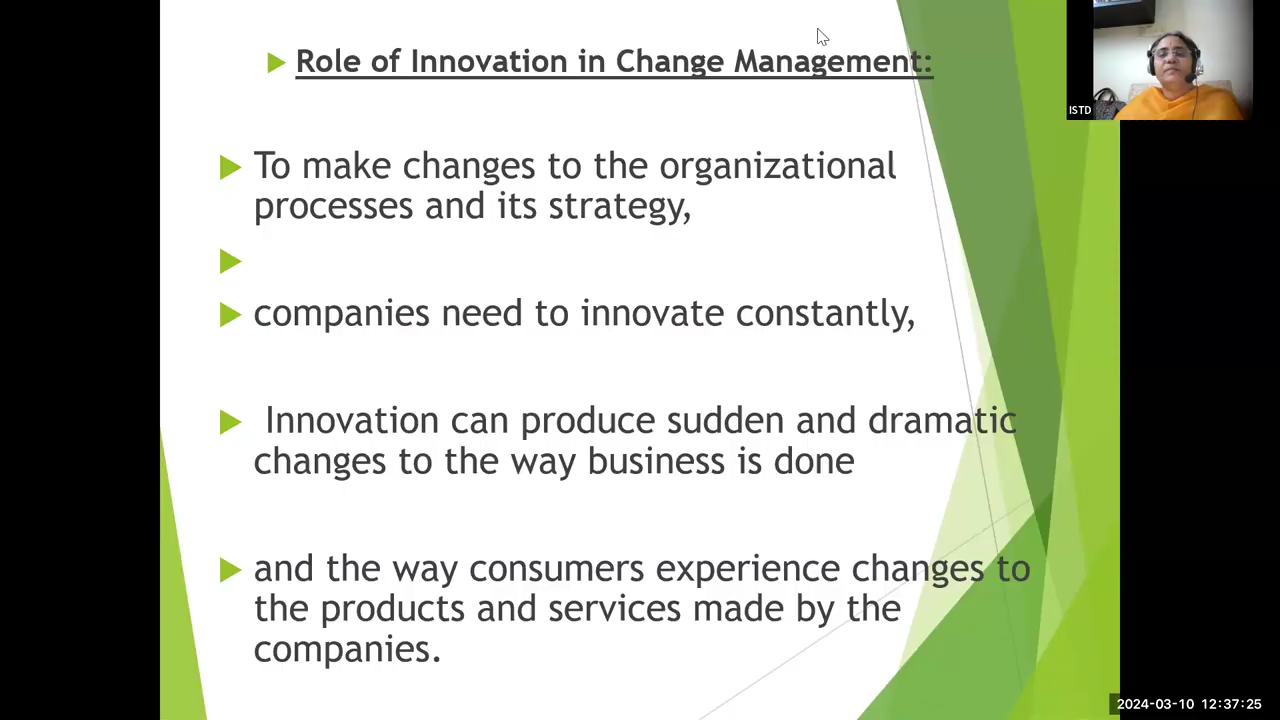 Role of Innovation in Change Management:
ISTD
To make changes to the organizational
processes and its strategy,
companies need to innovate constantly,
Innovation can produce sudden and dramatic
changes to the way business is done
and the way consumers experience changes to
the products and services made by the
companies.
2024-03-10 12:37:25